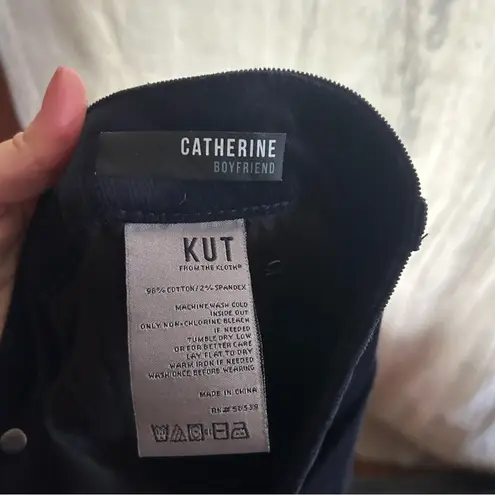 CATHERINE
BOYFRIEND
KUT
FROM THE KLOTH®
98% COTTON/2% SPANDEX
MACHINE WASH COLD
INSIDE OUT
ONLY NON-CHLORINE BLEACH
IF NEEDED
TUMBLE DRY LOW
OR FOR BETTER CARE
LAY FLAT TO DRY
WARM IRON IF NEEDED
WASH ONCE BEFORE WEARING
MADE IN CHINA